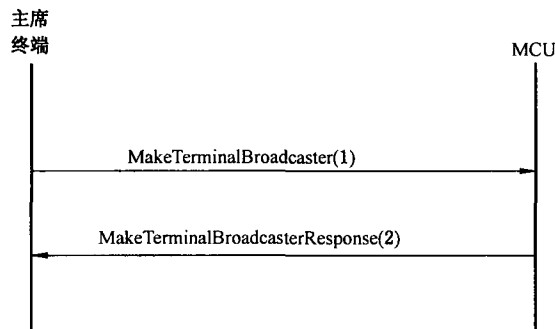 主席
终端
MCU
MakeTerminalBroadcaster(1)
MakeTerminalBroadcasterResponse(2)